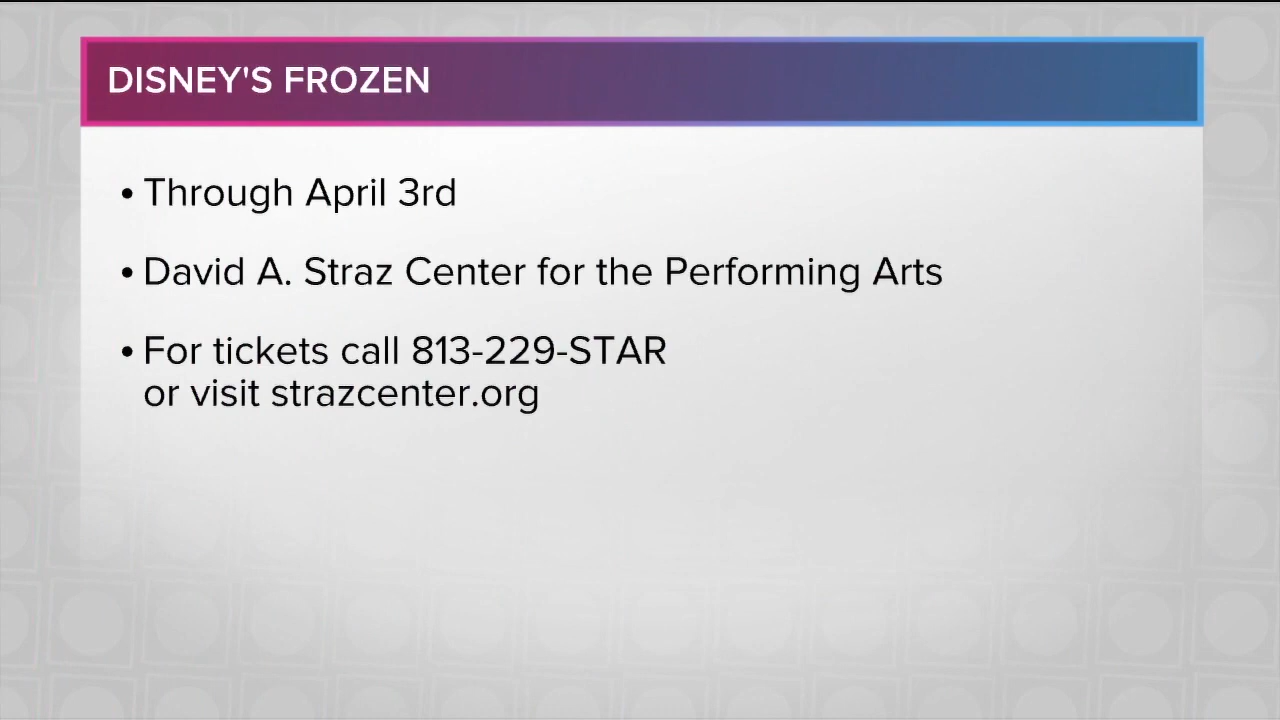 DISNEY'S FROZEN
• Through April 3rd
• David A. Straz Center for the Performing Arts
• For tickets call 813-229-STAR
or visit strazcenter.org